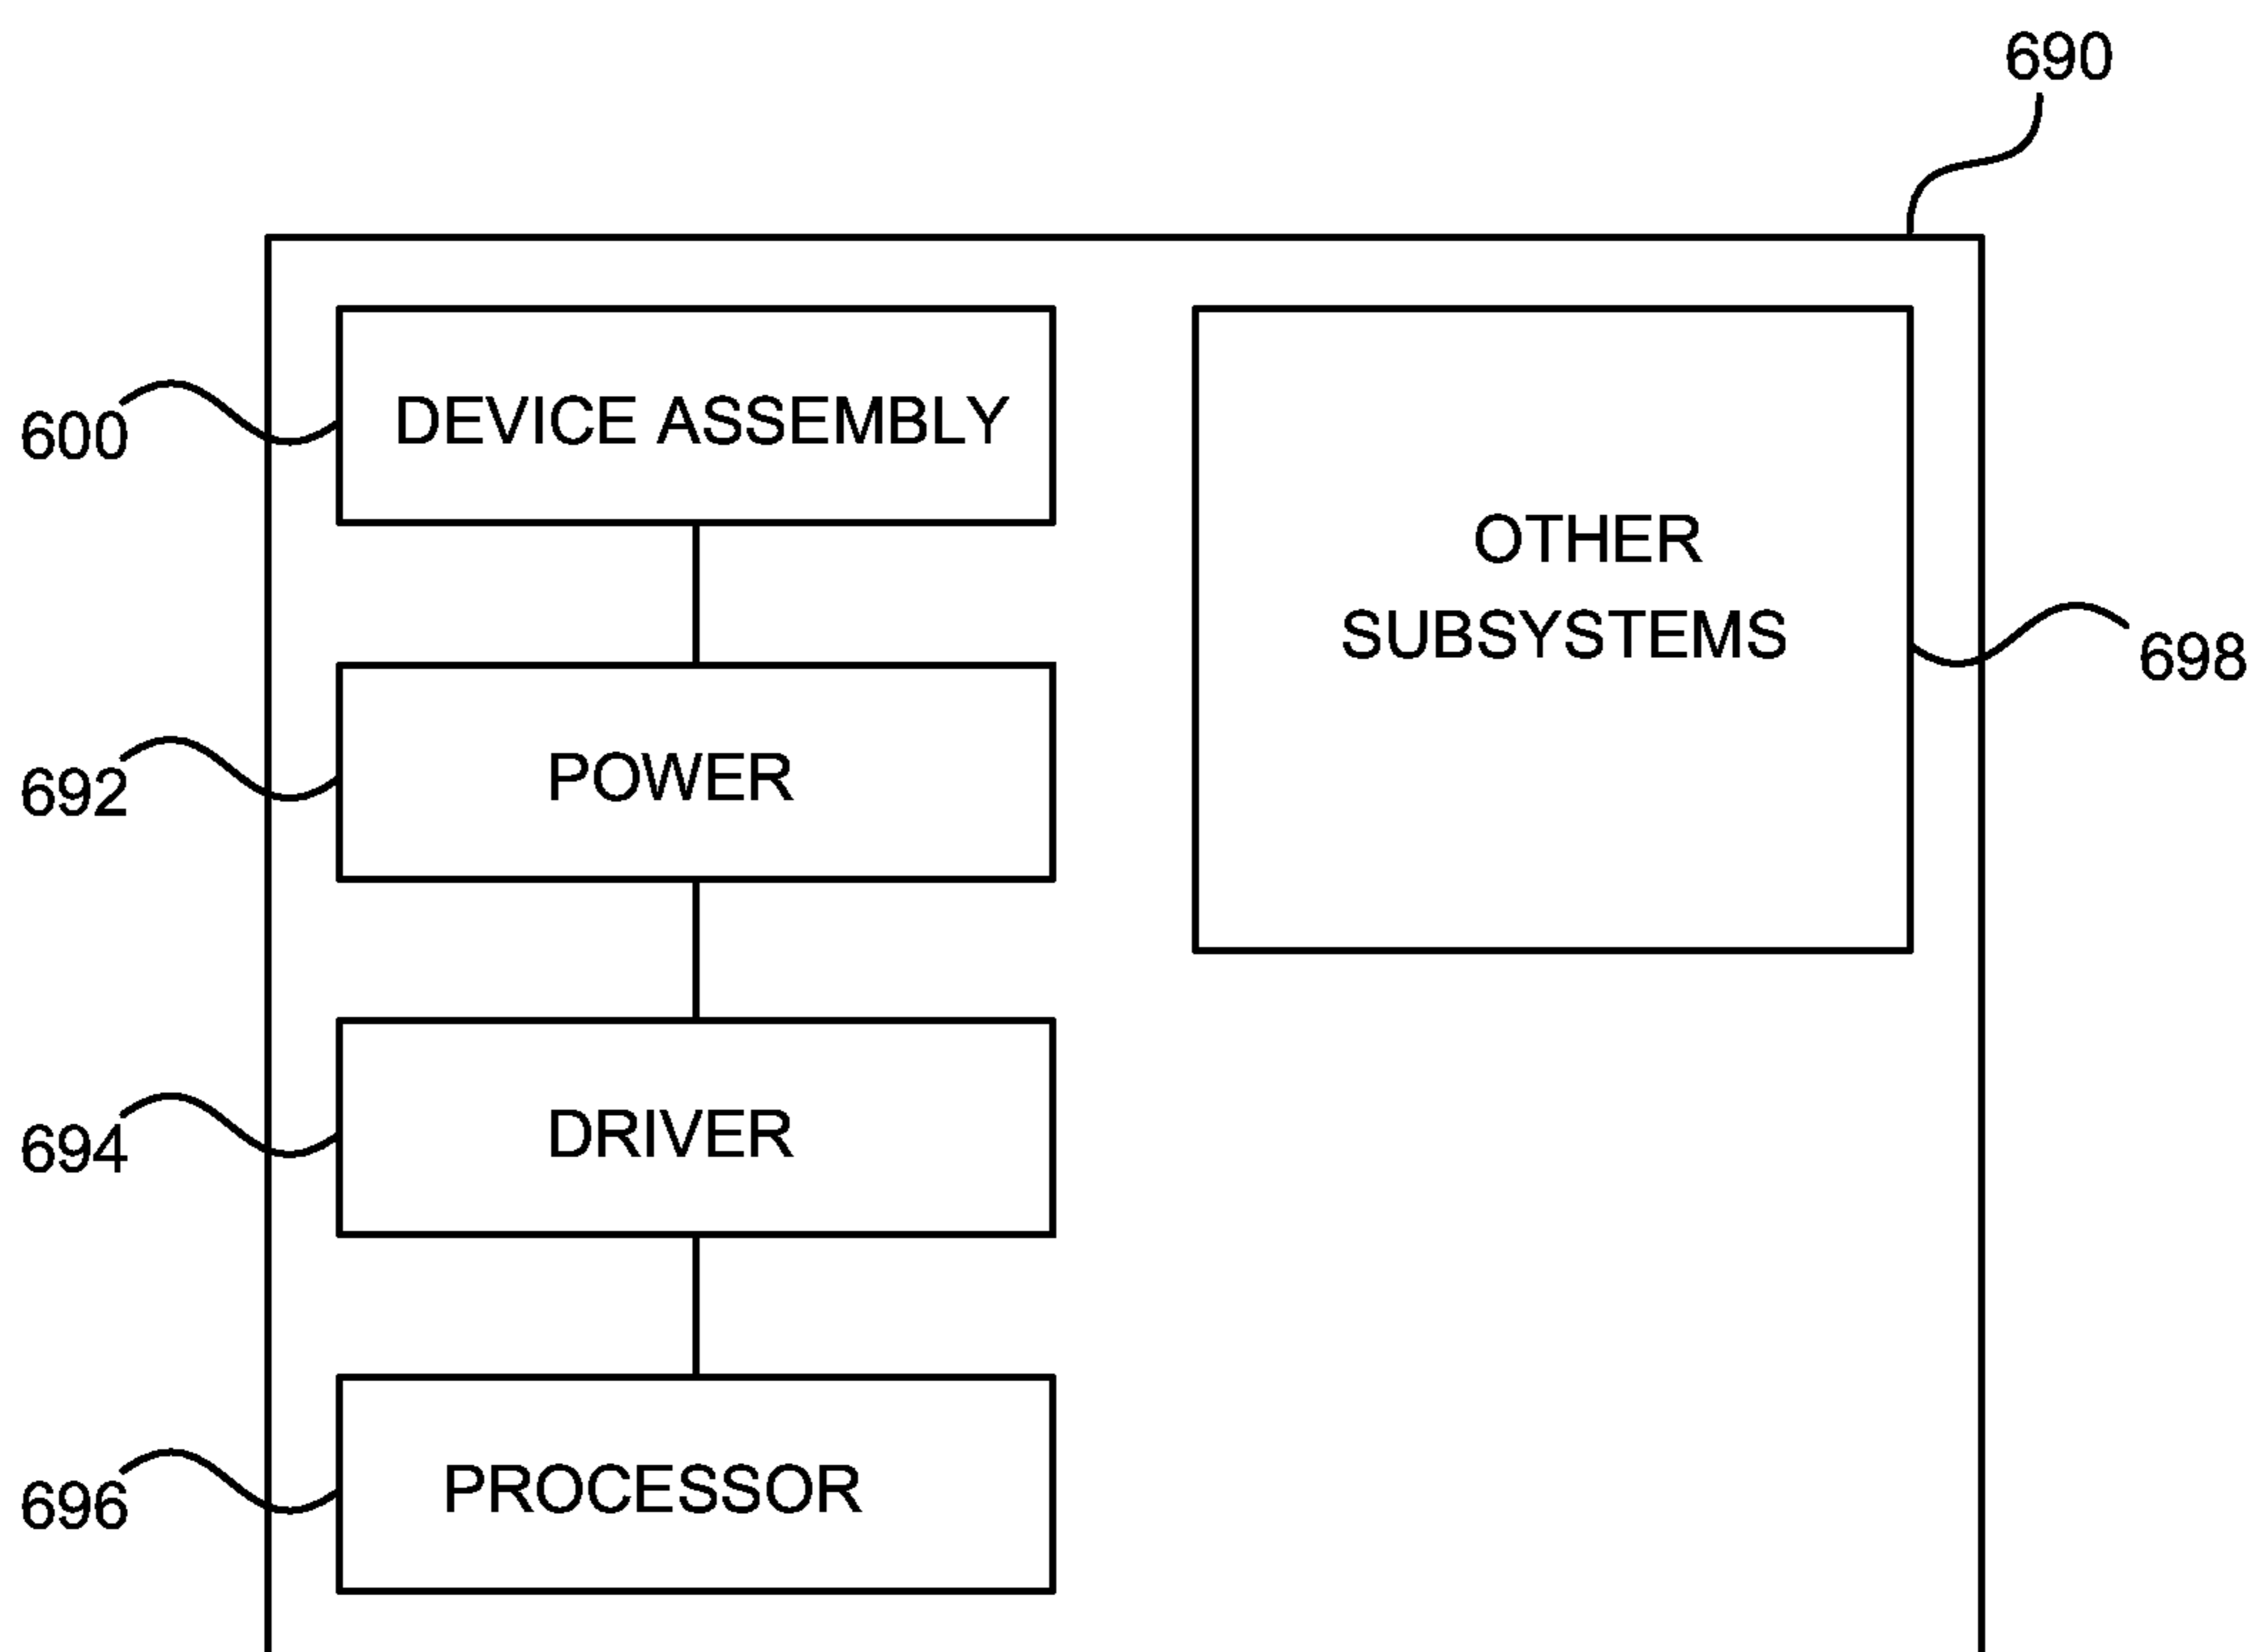 690
600
DEVICE ASSEMBLY
OTHER
SUBSYSTEMS
698
692
POWER
694
DRIVER
696
PROCESSOR